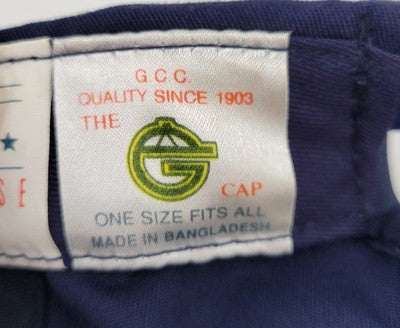 G.C.C.
QUALITY SINCE 1903
THE G CAP
ONE SIZE FITS ALL
MADE IN BANGLADESH
S E